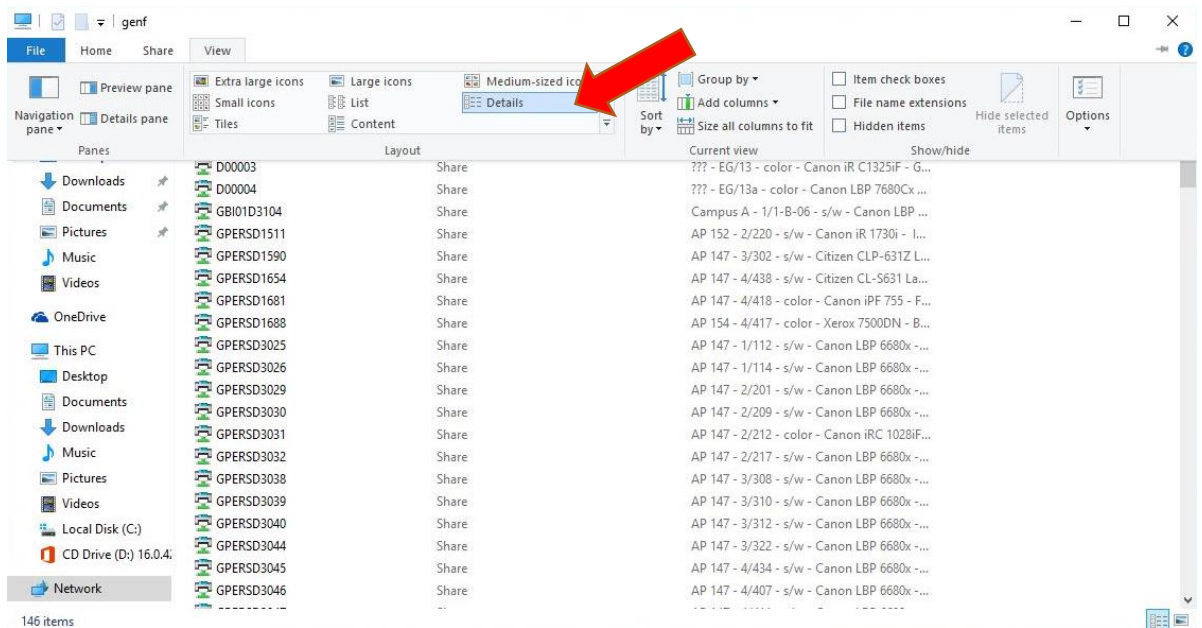 genf
File Home Share View
Preview pane
Navigation pane
Details pane
Panes
Extra large icons Large icons Medium-sized
Small icons List Details
Tiles Content
Layout
Sort by
Group by
Add columns
Size all columns to fit
Current view
Item check boxes
File name extensions
Hidden items
Hide selected items
Show/hide
Options
Downloads
Documents
Pictures
Music
Videos
OneDrive
This PC
Desktop
Documents
Downloads
Music
Pictures
Videos
Local Disk (C:)
CD Drive (D:) 16.0.4
Network
D00003 Share ??? - EG/13 - color - Canon iR C1325iF - G...
D00004 Share ??? - EG/13a - color - Canon LBP 7680Cx ...
GBI01D3104 Share Campus A - 1/1-B-06 - s/w - Canon LBP ...
GPERSD1511 Share AP 152 - 2/220 - s/w - Canon iR 1730i - I...
GPERSD1590 Share AP 147 - 3/302 - s/w - Citizen CLP-631Z L...
GPERSD1654 Share AP 147 - 4/438 - s/w - Citizen CL-S631 La...
GPERSD1681 Share AP 147 - 4/418 - color - Canon iPF 755 - F...
GPERSD1688 Share AP 154 - 4/417 - color - Xerox 7500DN - B...
GPERSD3025 Share AP 147 - 1/112 - s/w - Canon LBP 6680x -...
GPERSD3026 Share AP 147 - 1/114 - s/w - Canon LBP 6680x -...
GPERSD3029 Share AP 147 - 2/201 - s/w - Canon LBP 6680x -...
GPERSD3030 Share AP 147 - 2/209 - s/w - Canon LBP 6680x -...
GPERSD3031 Share AP 147 - 2/212 - color - Canon iRC 1028iF...
GPERSD3032 Share AP 147 - 2/217 - s/w - Canon LBP 6680x -...
GPERSD3038 Share AP 147 - 3/308 - s/w - Canon LBP 6680x -...
GPERSD3039 Share AP 147 - 3/310 - s/w - Canon LBP 6680x -...
GPERSD3040 Share AP 147 - 3/312 - s/w - Canon LBP 6680x -...
GPERSD3044 Share AP 147 - 3/322 - s/w - Canon LBP 6680x -...
GPERSD3045 Share AP 147 - 4/434 - s/w - Canon LBP 6680x -...
GPERSD3046 Share AP 147 - 4/407 - s/w - Canon LBP 6680x -...
146 items